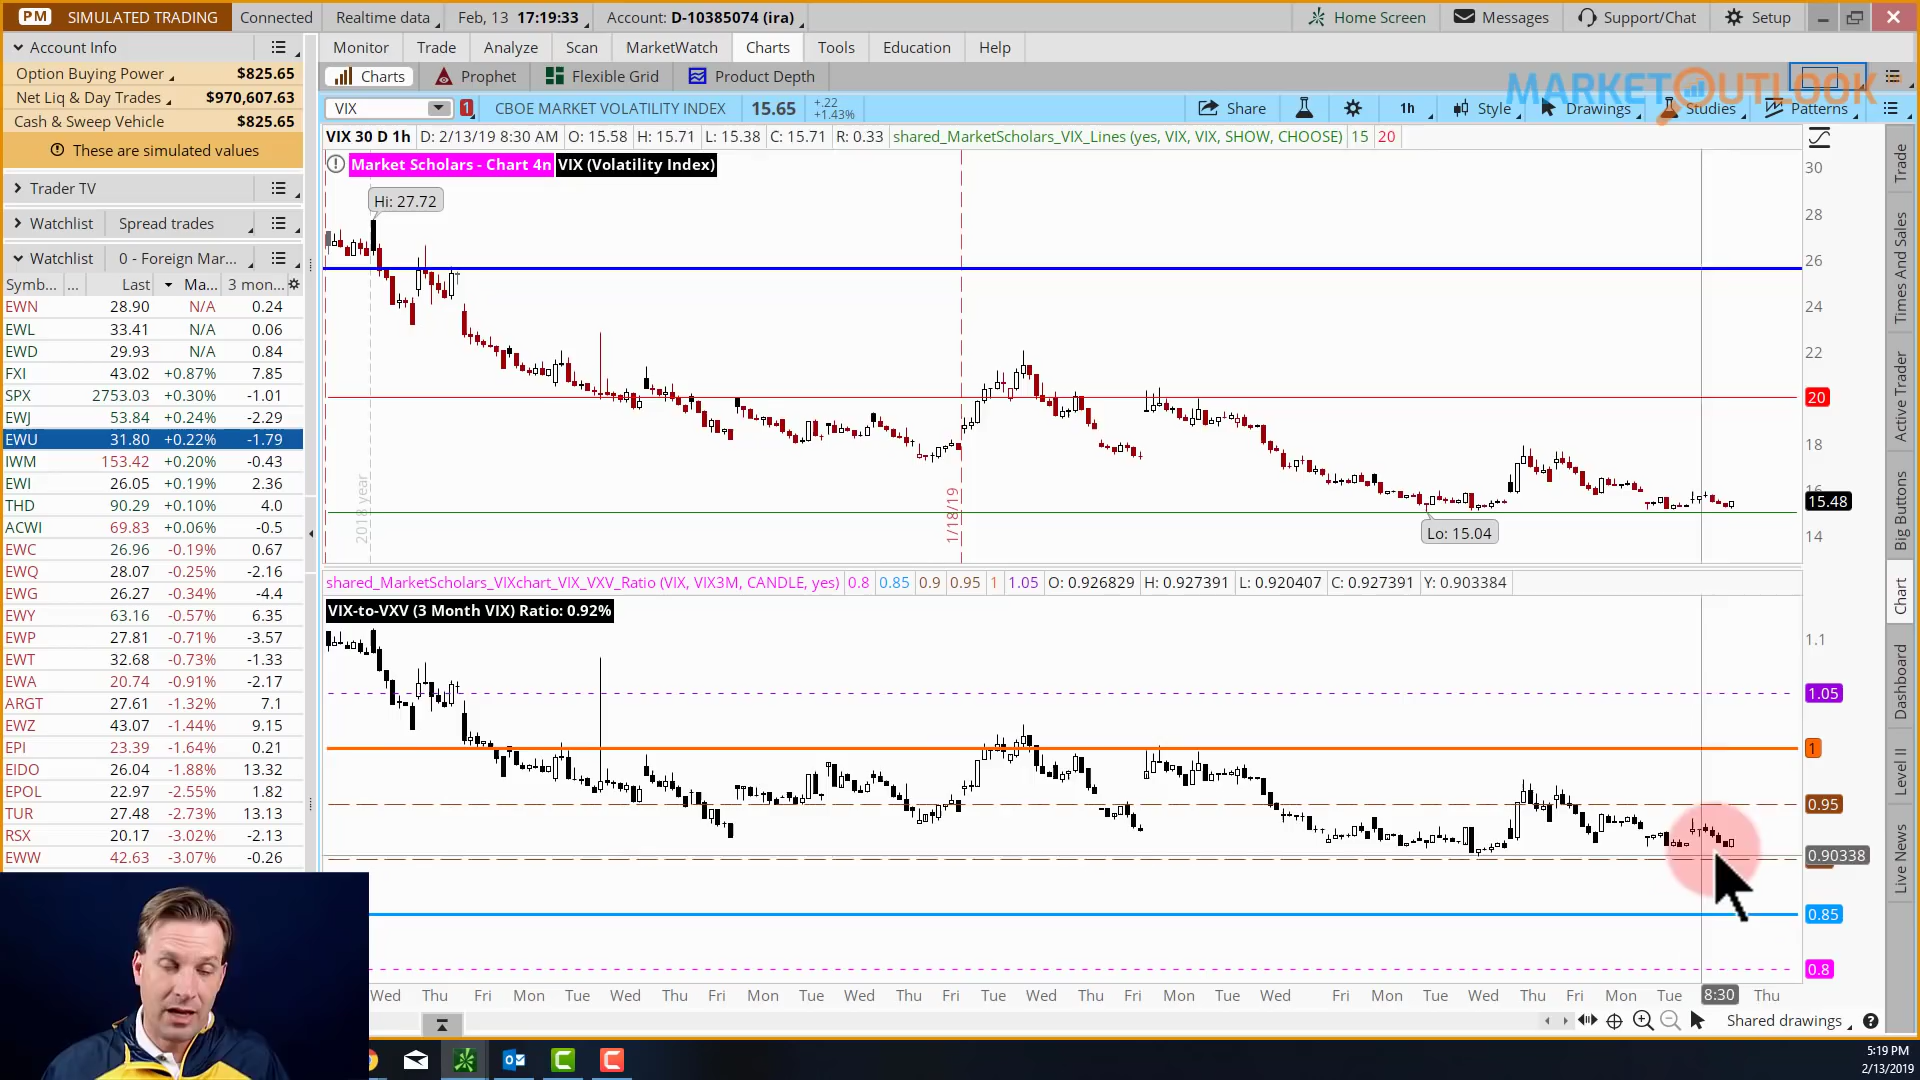 PM SIMULATED TRADING Connected Realtime data Feb, 13 17:19:33 Account: D-10385074 (ira) Home Screen Messages Support/Chat Setup
Account Info
Option Buying Power $825.65
Net Liq & Day Trades $970,607.63
Cash & Sweep Vehicle $825.65
These are simulated values
Trader TV
Watchlist Spread trades
Watchlist 0 - Foreign Mar...
Symb... ... Last Ma... 3 mon...
EWN 28.90 N/A 0.24
EWL 33.41 N/A 0.06
EWD 29.93 N/A 0.84
FXI 43.02 +0.87% 7.85
SPX 2753.03 +0.30% -1.01
EWJ 53.84 +0.24% -2.29
EWU 31.80 +0.22% -1.79
IWM 153.42 +0.20% -0.43
EWI 26.05 +0.19% 2.36
THD 90.29 +0.10% 4.0
ACWI 69.83 +0.06% -0.5
EWC 26.96 -0.19% 0.67
EWQ 28.07 -0.25% -2.16
EWG 26.27 -0.34% -4.4
EWY 63.16 -0.57% 6.35
EWP 27.81 -0.71% -3.57
EWT 32.68 -0.73% -1.33
EWA 20.74 -0.91% -2.17
ARGT 27.61 -1.32% 7.1
EWZ 43.07 -1.44% 9.15
EPI 23.39 -1.64% 0.21
EIDO 26.04 -1.88% 13.32
EPOL 22.97 -2.55% 1.82
TUR 27.48 -2.73% 13.13
RSX 20.17 -3.02% -2.13
EWW 42.63 -3.07% -0.26
Monitor Trade Analyze Scan MarketWatch Charts Tools Education Help
Charts Prophet Flexible Grid Product Depth
MARKETOUTLOOK
VIX 1 CBOE MARKET VOLATILITY INDEX 15.65 +.22 +1.43% Share 1h Style Drawings Studies Patterns
VIX 30 D 1h D: 2/13/19 8:30 AM O: 15.58 H: 15.71 L: 15.38 C: 15.71 R: 0.33 shared_MarketScholars_VIX_Lines (yes, VIX, VIX, SHOW, CHOOSE) 15 20
Market Scholars - Chart 4n VIX (Volatility Index)
Hi: 27.72
2018 year
1/18/19
Lo: 15.04
30
28
26
24
22
20
18
16
15.48
14
shared_MarketScholars_VIXchart_VIX_VXV_Ratio (VIX, VIX3M, CANDLE, yes) 0.8 0.85 0.9 0.95 1 1.05 O: 0.926829 H: 0.927391 L: 0.920407 C: 0.927391 Y: 0.903384
VIX-to-VXV (3 Month VIX) Ratio: 0.92%
1.1
1.05
1
0.95
0.90338
0.85
0.8
Wed Thu Fri Mon Tue Wed Thu Fri Mon Tue Wed Thu Fri Tue Wed Thu Fri Mon Tue Wed Fri Mon Tue Wed Thu Fri Mon Tue 8:30 Thu
Shared drawings
Trade
Times And Sales
Active Trader
Big Buttons
Chart
Dashboard
Level II
Live News
5:19 PM
2/13/2019